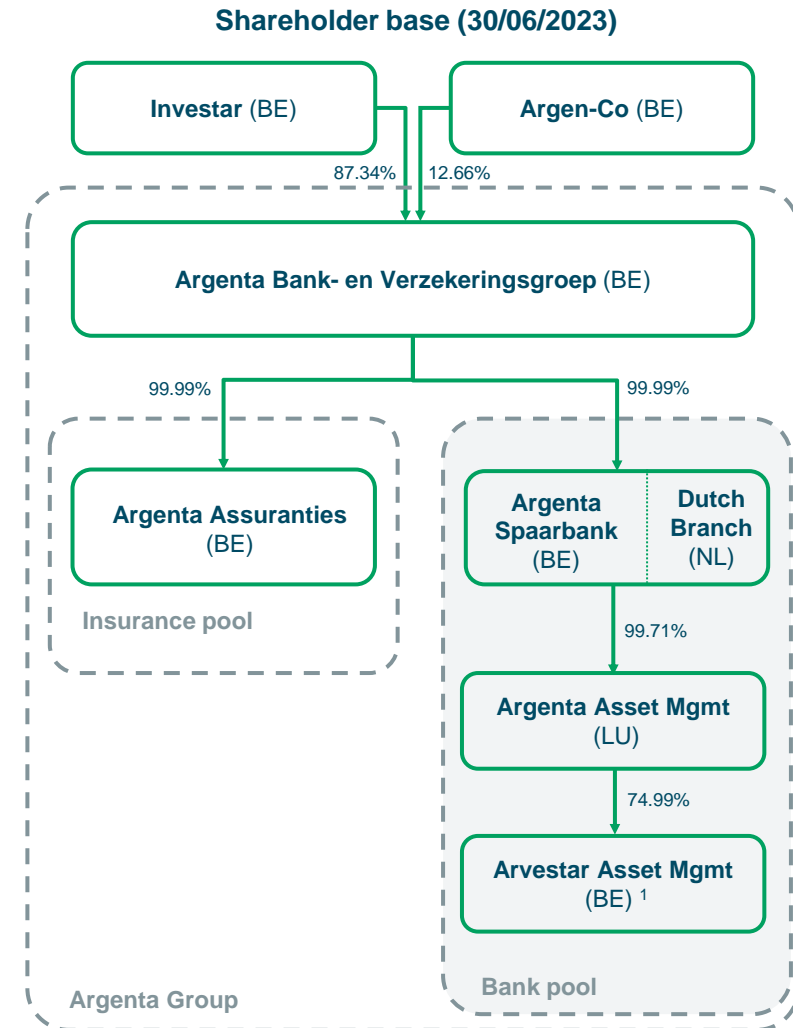 Shareholder base (30/06/2023)
Investar (BE)
Argen-Co (BE)
87.34%
12.66%
Argenta Bank- en Verzekeringsgroep (BE)
99.99%
99.99%
Argenta Assuranties
(BE)
Insurance pool
Argenta
Spaarbank
(BE)
Dutch
Branch
(NL)
99.71%
Argenta Asset Mgmt
(LU)
74.99%
Arvestar Asset Mgmt
(BE) ¹
Bank pool
Argenta Group